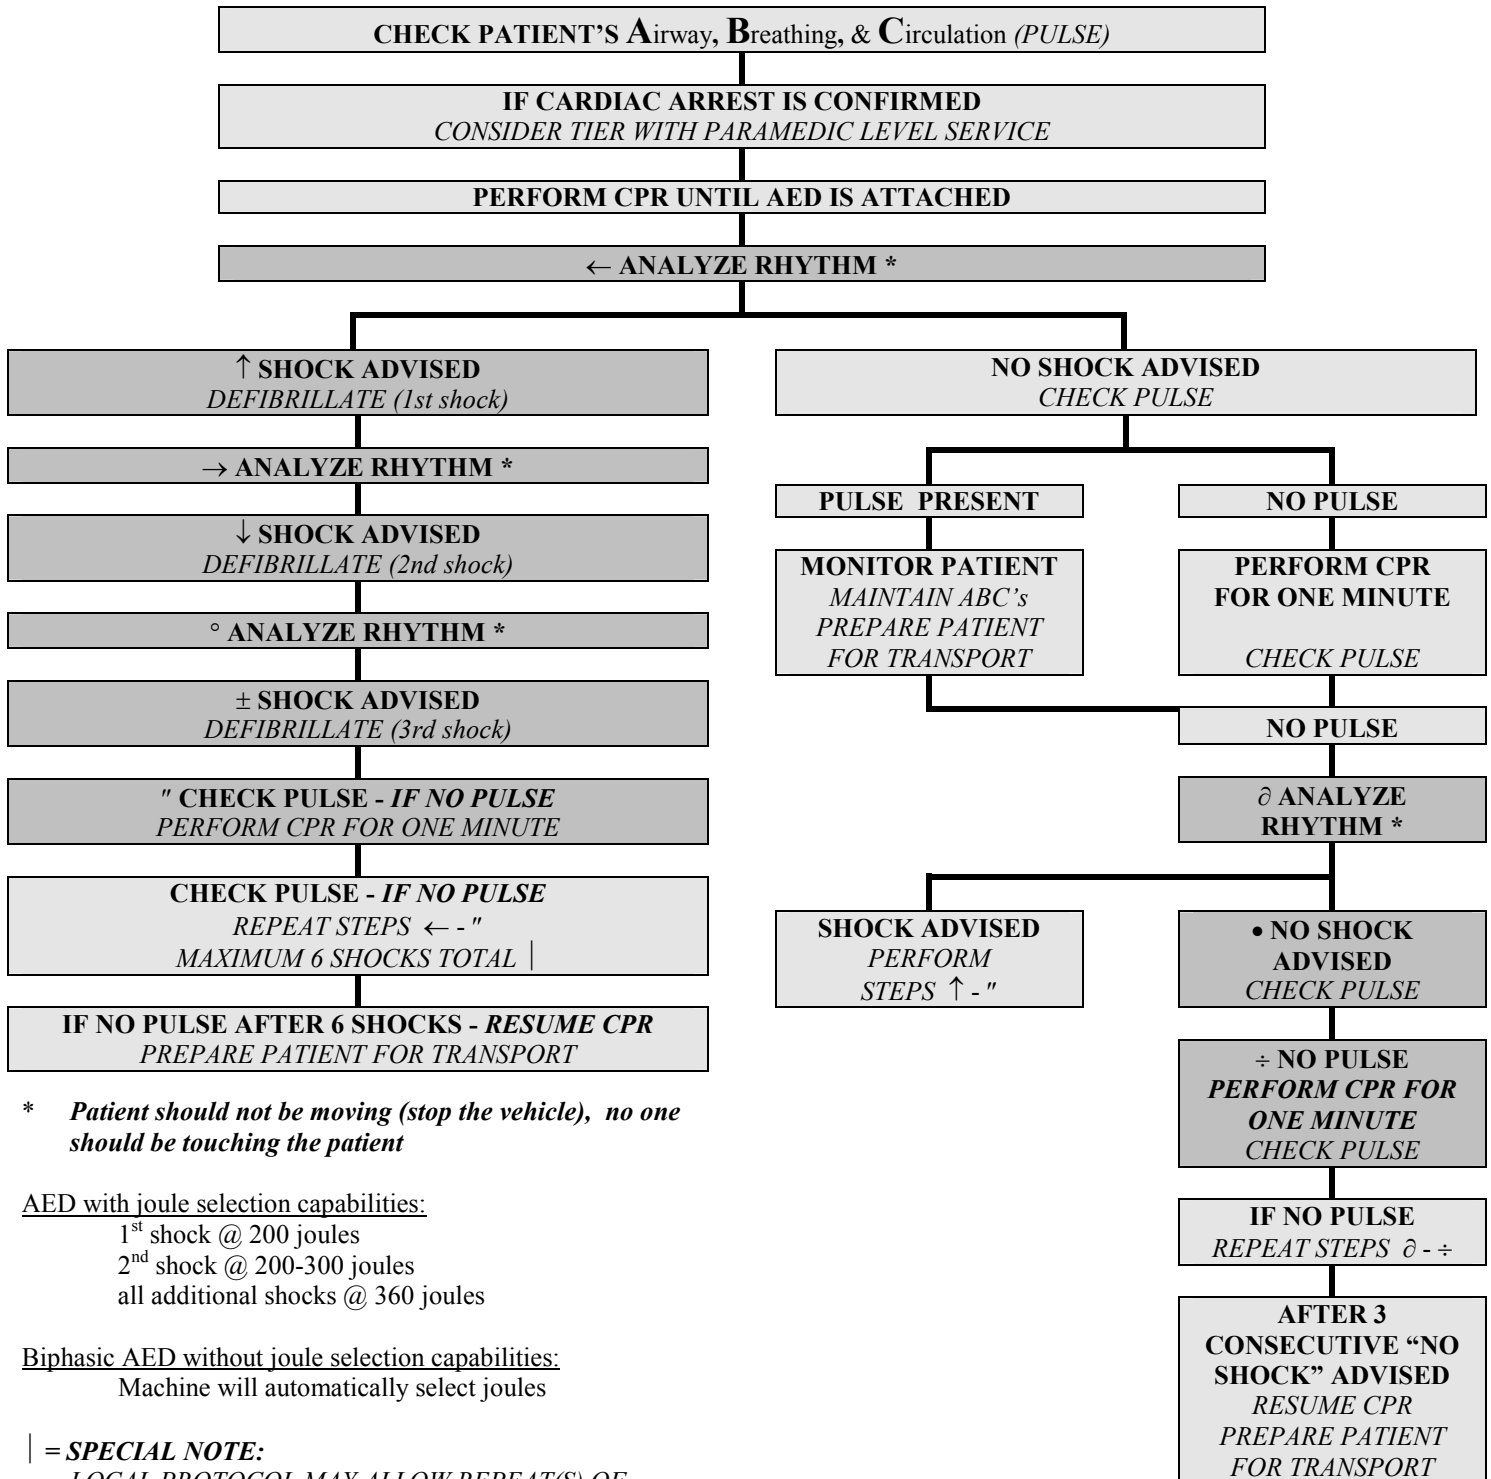 CHECK PATIENT'S Airway, Breathing, & Circulation (PULSE)
IF CARDIAC ARREST IS CONFIRMED
CONSIDER TIER WITH PARAMEDIC LEVEL SERVICE
PERFORM CPR UNTIL AED IS ATTACHED
← ANALYZE RHYTHM *
↑ SHOCK ADVISED
DEFIBRILLATE (1st shock)
→ ANALYZE RHYTHM *
↓ SHOCK ADVISED
DEFIBRILLATE (2nd shock)
° ANALYZE RHYTHM *
± SHOCK ADVISED
DEFIBRILLATE (3rd shock)
″ CHECK PULSE - IF NO PULSE
PERFORM CPR FOR ONE MINUTE
CHECK PULSE - IF NO PULSE
REPEAT STEPS ← - ″
MAXIMUM 6 SHOCKS TOTAL |
IF NO PULSE AFTER 6 SHOCKS - RESUME CPR
PREPARE PATIENT FOR TRANSPORT
NO SHOCK ADVISED
CHECK PULSE
PULSE PRESENT
MONITOR PATIENT
MAINTAIN ABC's
PREPARE PATIENT
FOR TRANSPORT
NO PULSE
PERFORM CPR
FOR ONE MINUTE
CHECK PULSE
NO PULSE
∂ ANALYZE
RHYTHM *
SHOCK ADVISED
PERFORM
STEPS ↑ - ″
• NO SHOCK
ADVISED
CHECK PULSE
÷ NO PULSE
PERFORM CPR FOR
ONE MINUTE
CHECK PULSE
IF NO PULSE
REPEAT STEPS ∂ - ÷
AFTER 3
CONSECUTIVE “NO
SHOCK” ADVISED
RESUME CPR
PREPARE PATIENT
FOR TRANSPORT
* Patient should not be moving (stop the vehicle), no one
should be touching the patient
AED with joule selection capabilities:
1st shock @ 200 joules
2nd shock @ 200-300 joules
all additional shocks @ 360 joules
Biphasic AED without joule selection capabilities:
Machine will automatically select joules
| = SPECIAL NOTE:
LOCAL PROTOCOL MAY ALLOW REPEAT(S) OF